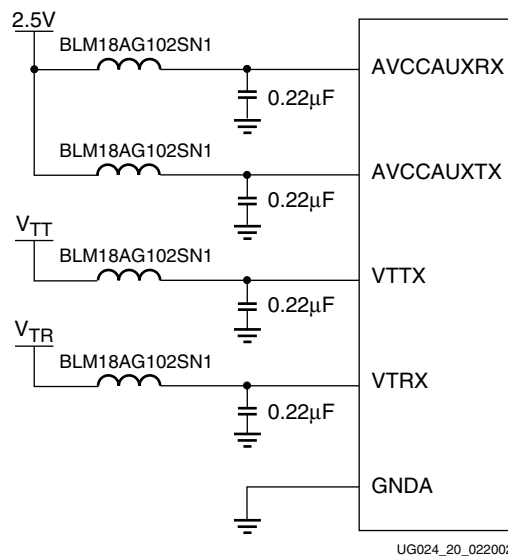 2.5V
BLM18AG102SN1
AVCCAUXRX
0.22μF
BLM18AG102SN1
AVCCAUXTX
0.22μF
VTT
BLM18AG102SN1
VTTX
0.22μF
VTR
BLM18AG102SN1
VTRX
0.22μF
GNDA
UG024_20_022002